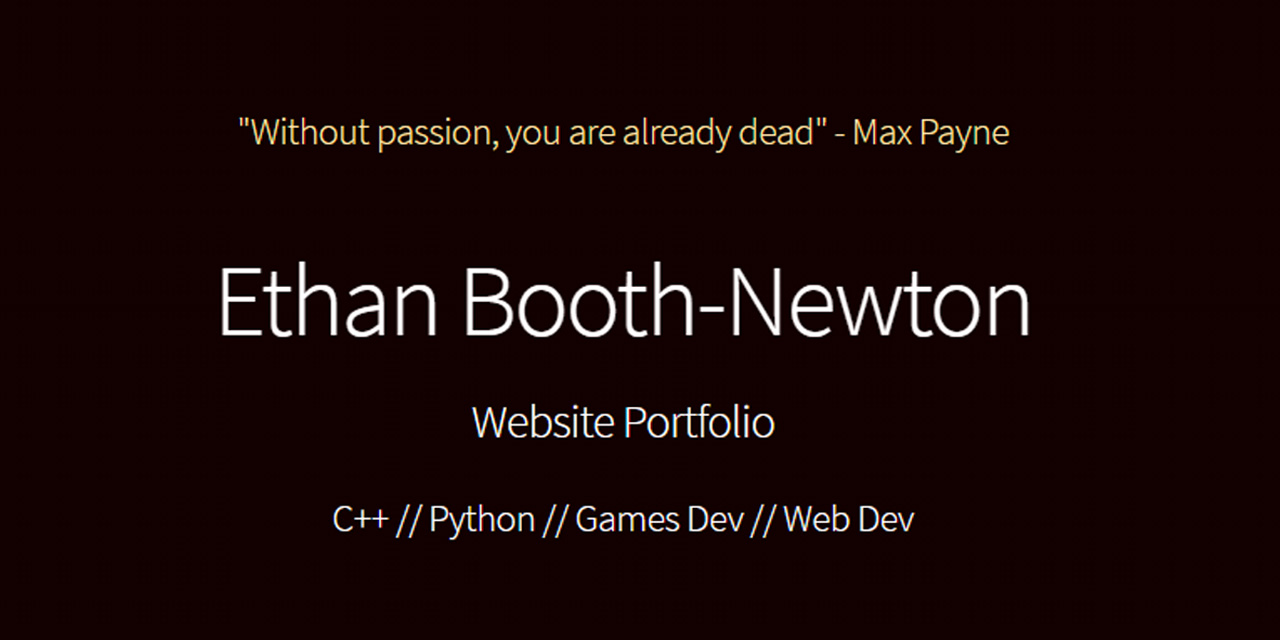 "Without passion, you are already dead" - Max Payne
Ethan Booth-Newton
Website Portfolio
C++ // Python // Games Dev // Web Dev